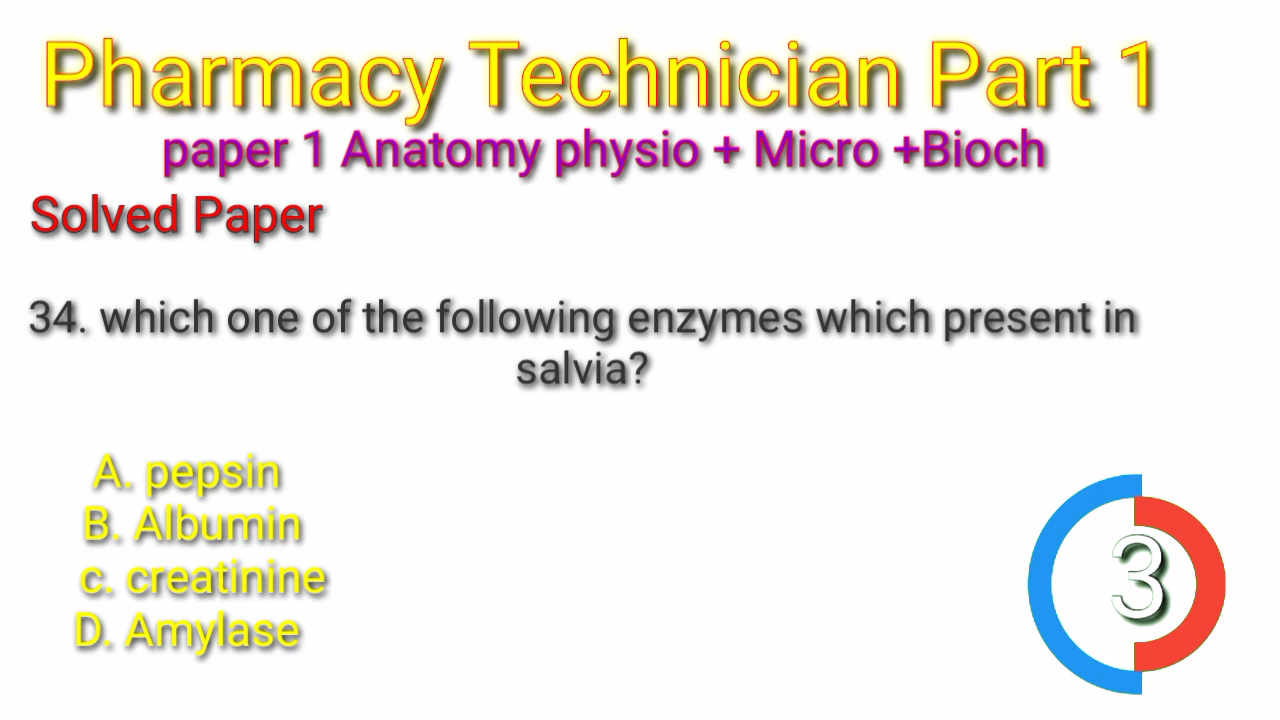 Pharmacy Technician Part 1
paper 1 Anatomy physio + Micro +Bioch
Solved Paper
34. which one of the following enzymes which present in
salvia?
A. pepsin
B. Albumin
c. creatinine
D. Amylase
3